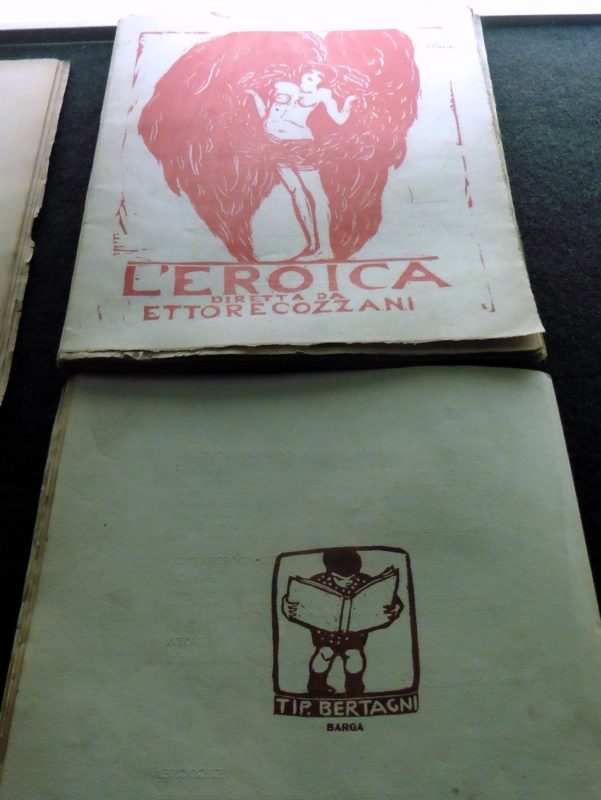 L'EROICA
DIRETTA DA
ETTORE COZZANI
TIP. BERTAGNI
BARGA